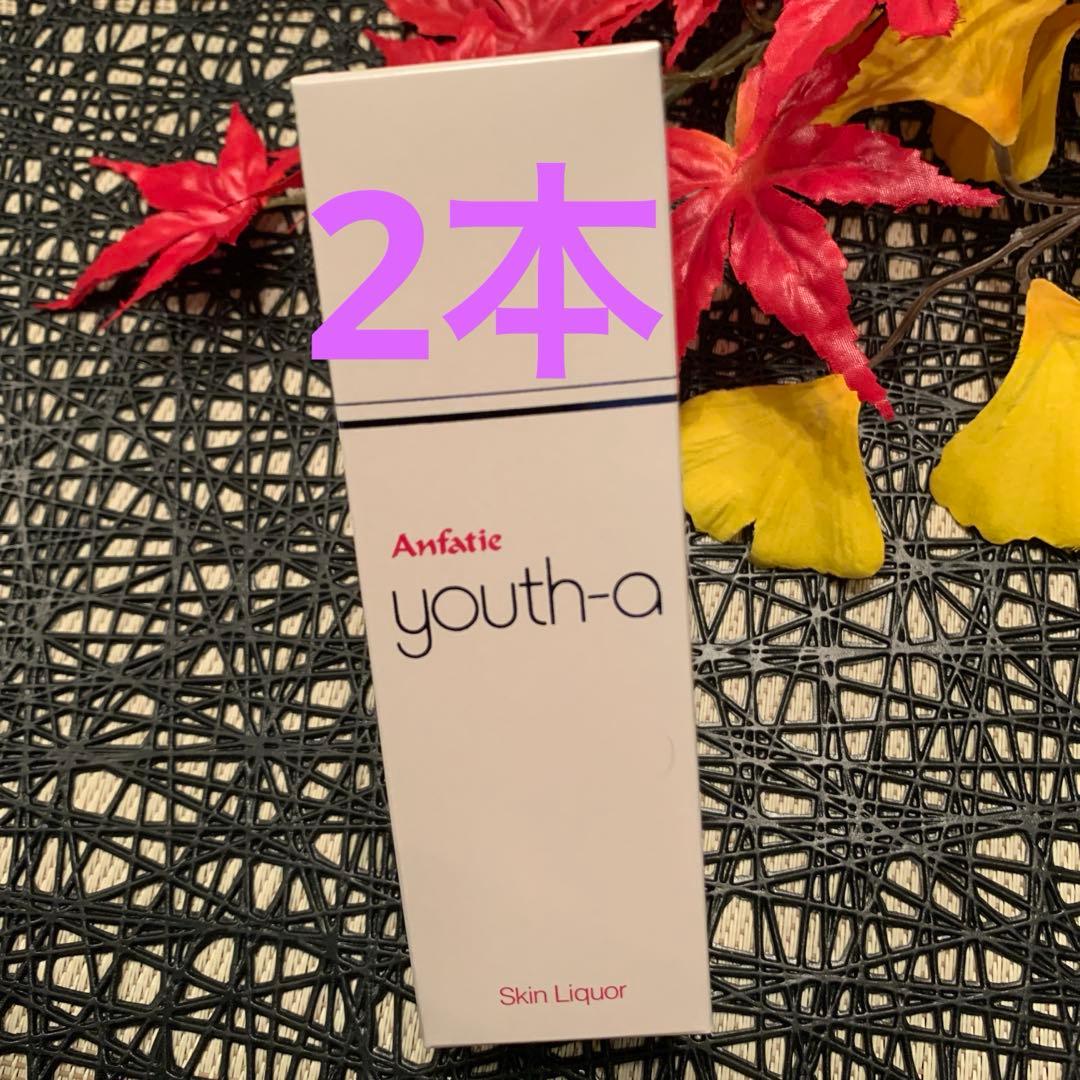 2本
Anfatie
youth-a
Skin Liquor